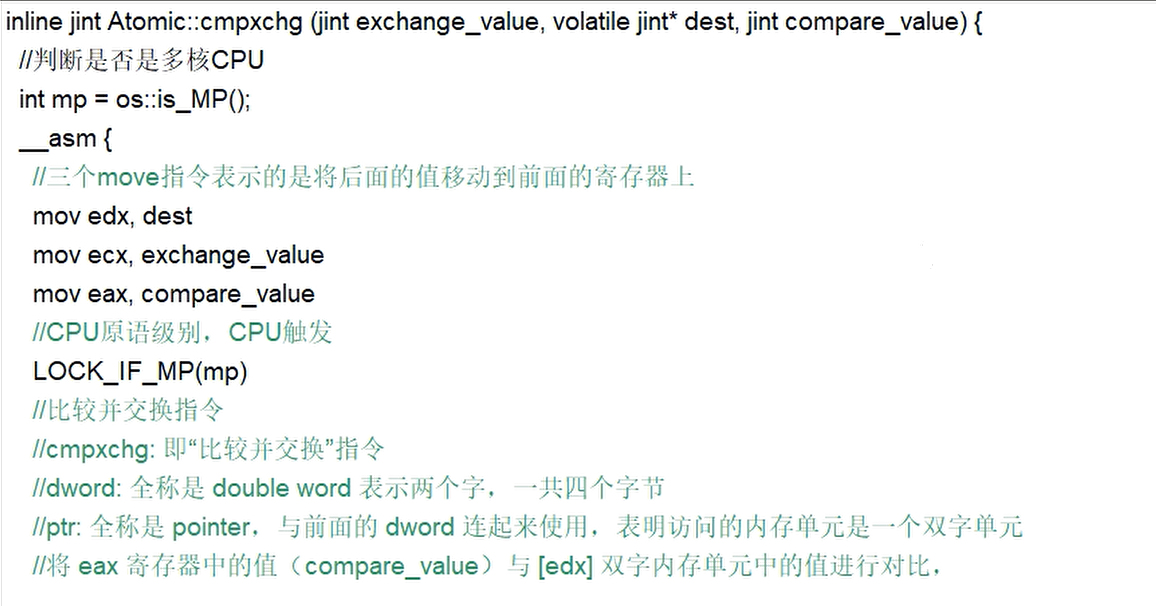 inline jint Atomic::cmpxchg (jint exchange_value, volatile jint* dest, jint compare_value) {
//判断是否是多核CPU
int mp = os::is_MP();
__asm {
//三个move指令表示的是将后面的值移动到前面的寄存器上
mov edx, dest
mov ecx, exchange_value
mov eax, compare_value
//CPU原语级别，CPU触发
LOCK_IF_MP(mp)
//比较并交换指令
//cmpxchg: 即“比较并交换”指令
//dword: 全称是 double word 表示两个字，一共四个字节
//ptr: 全称是 pointer，与前面的 dword 连起来使用，表明访问的内存单元是一个双字单元
//将 eax 寄存器中的值（compare_value）与 [edx] 双字内存单元中的值进行对比，